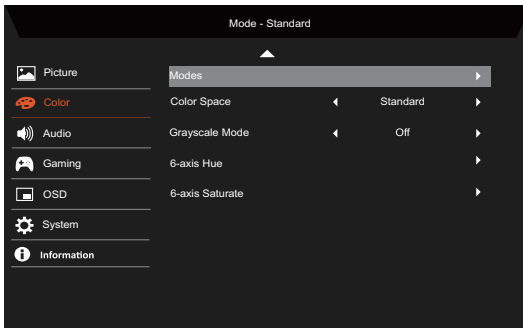 Mode - Standard
Picture
Color
Audio
Gaming
OSD
System
Information
Modes
Color Space Standard
Grayscale Mode Off
6-axis Hue
6-axis Saturate